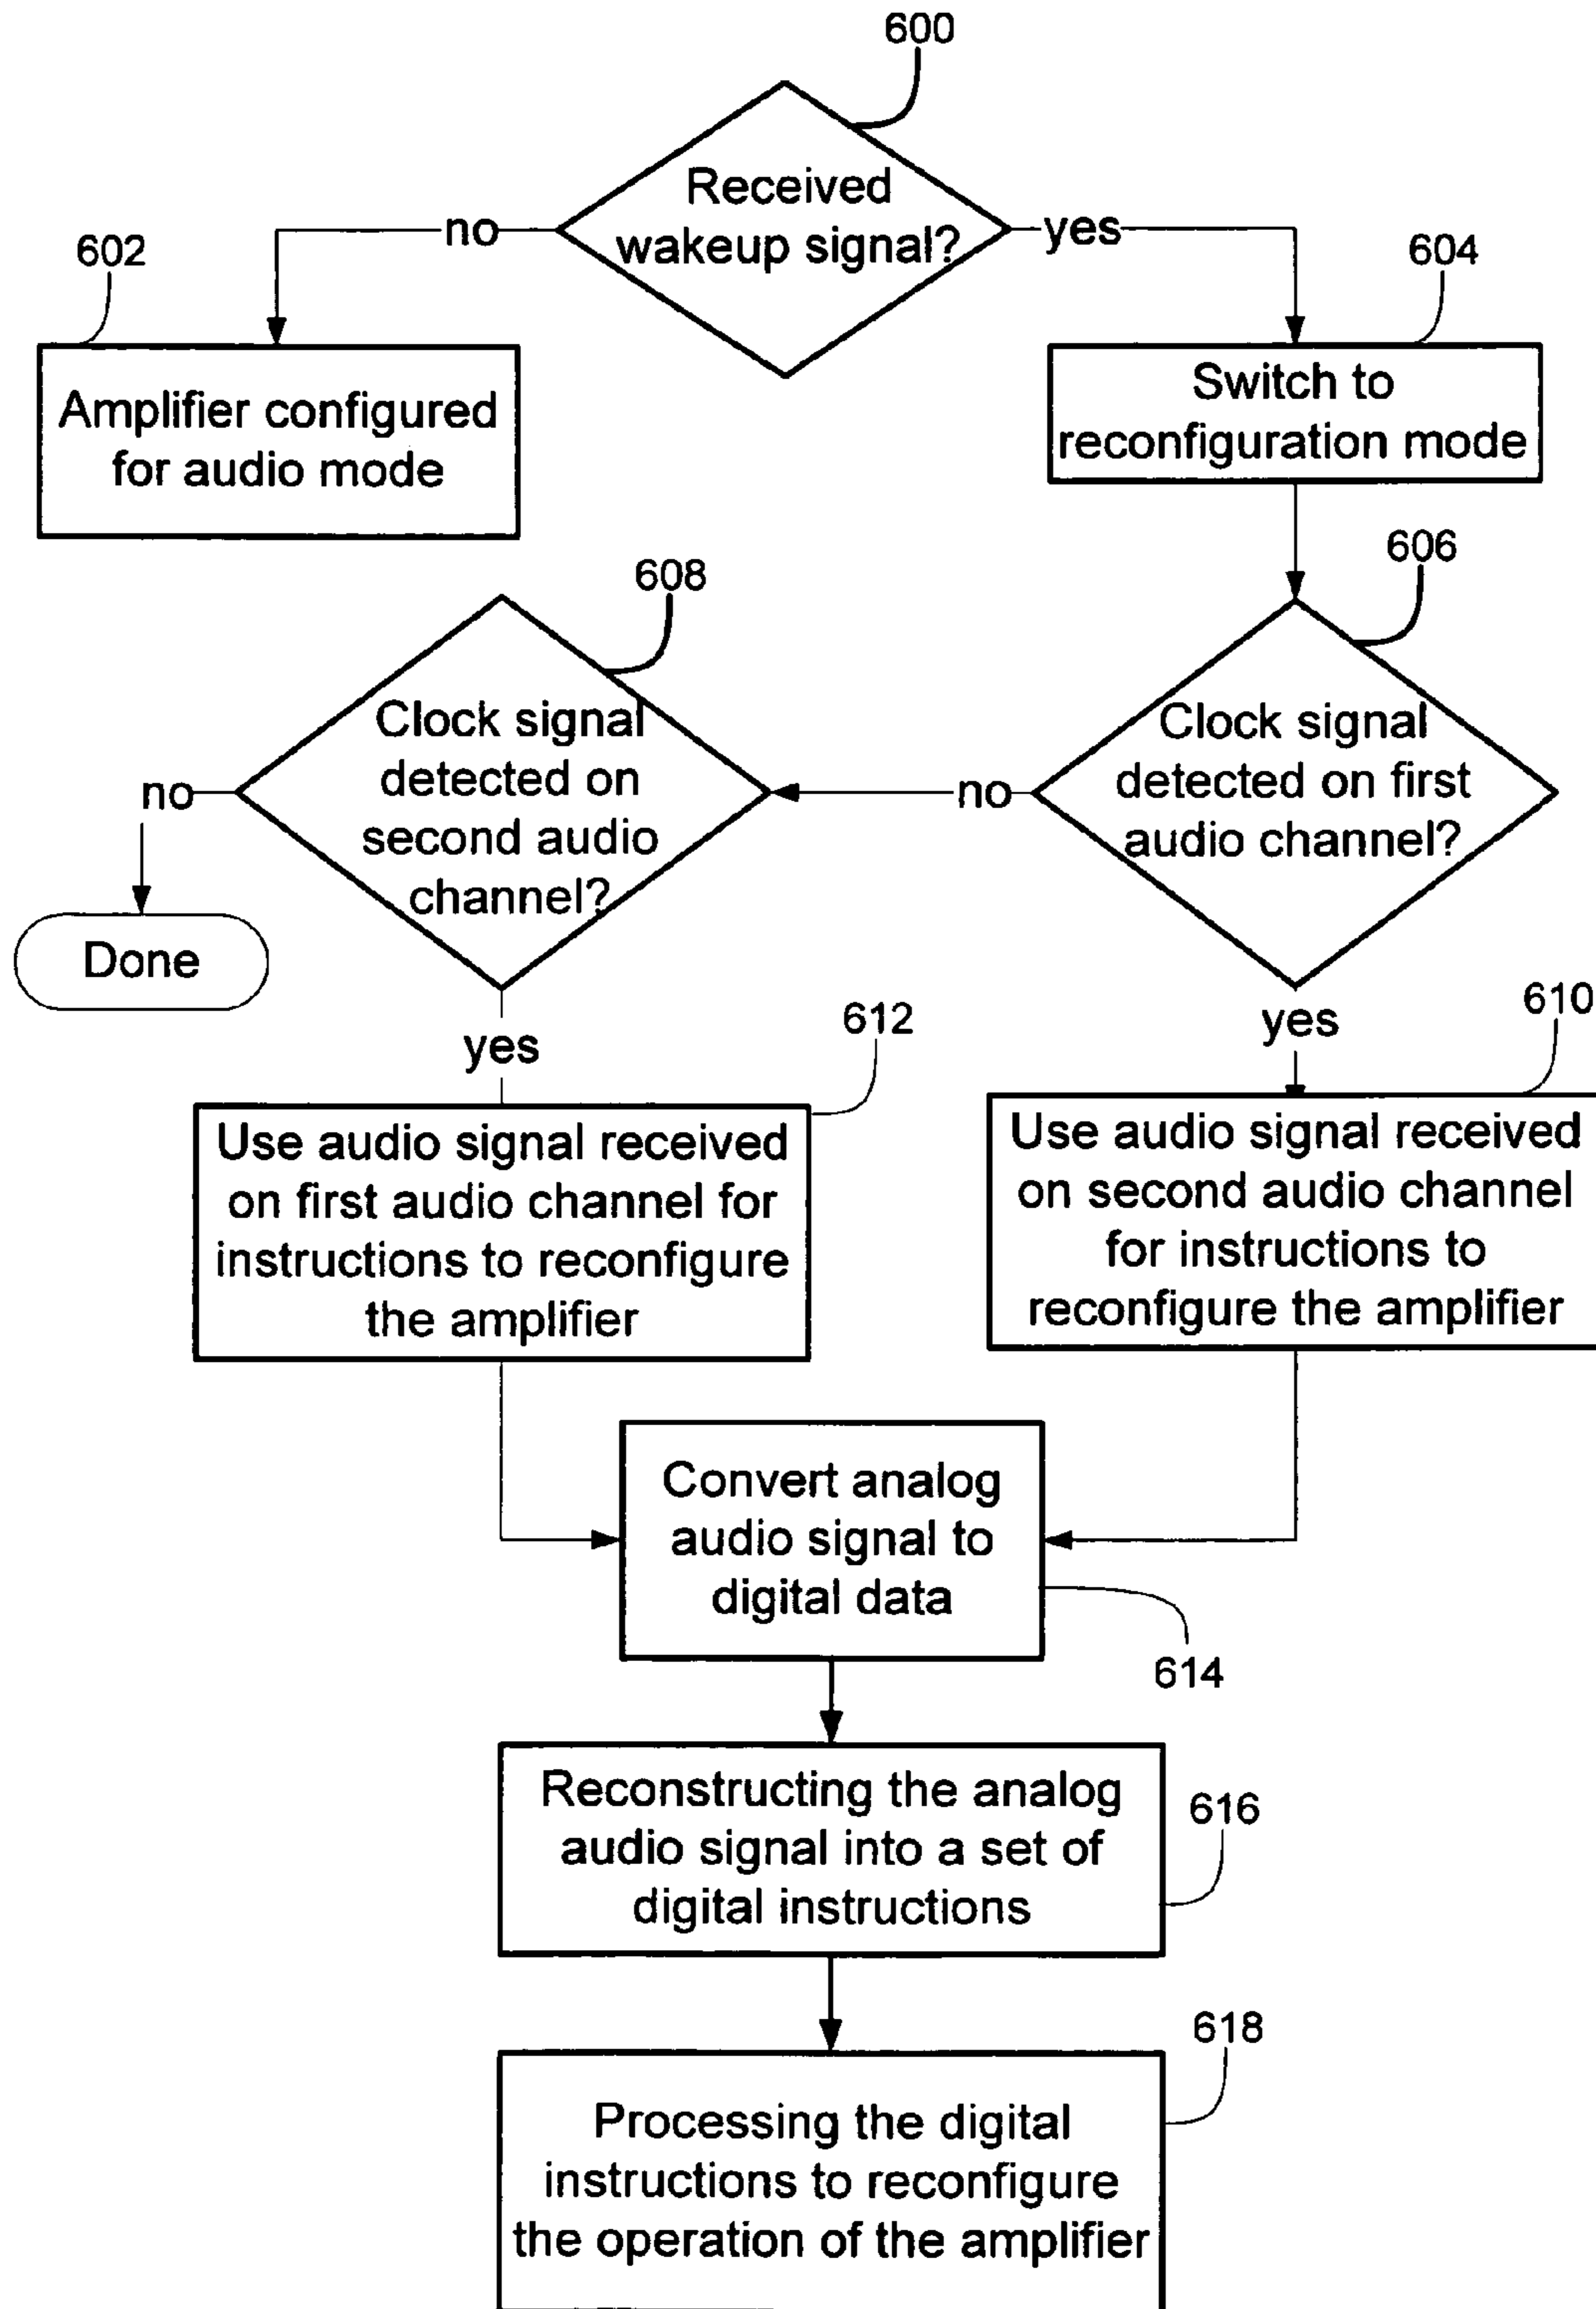 600
Received
wakeup signal?
no
yes
602
604
Amplifier configured
for audio mode
Switch to
reconfiguration mode
608
606
Clock signal
detected on
second audio
channel?
Clock signal
detected on first
audio channel?
no
no
Done
yes
yes
612
610
Use audio signal received
on first audio channel for
instructions to reconfigure
the amplifier
Use audio signal received
on second audio channel
for instructions to
reconfigure the amplifier
Convert analog
audio signal to
digital data
614
Reconstructing the analog
audio signal into a set of
digital instructions
616
618
Processing the digital
instructions to reconfigure
the operation of the amplifier